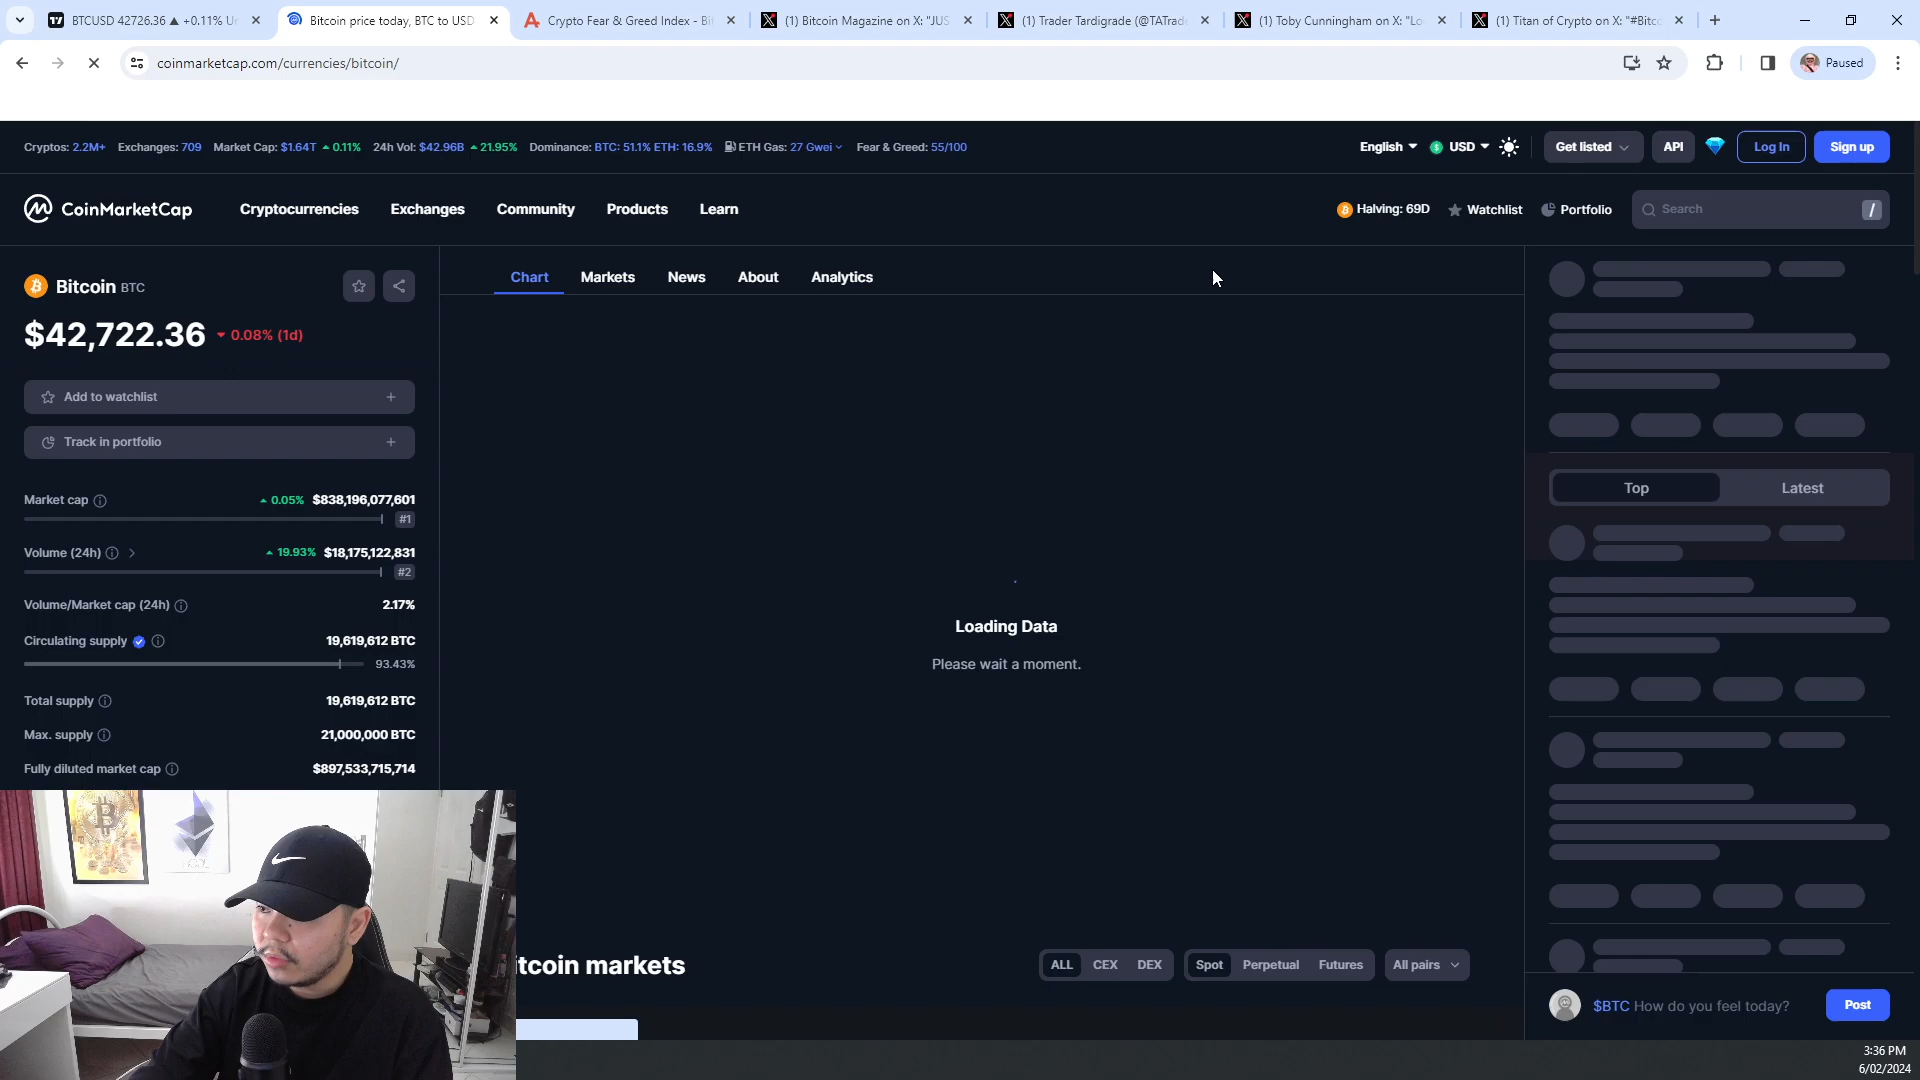 BTCUSD 42726.36 ▲ +0.11% Ur
Bitcoin price today, BTC to USD
Crypto Fear & Greed Index - Bit
(1) Bitcoin Magazine on X: "JUS
(1) Trader Tardigrade (@TATrade
(1) Toby Cunningham on X: "Lo
(1) Titan of Crypto on X: "#Bitco
coinmarketcap.com/currencies/bitcoin/
Paused
Cryptos: 2.2M+ Exchanges: 709 Market Cap: $1.64T 0.11% 24h Vol: $42.96B 21.95% Dominance: BTC: 51.1% ETH: 16.9% ETH Gas: 27 Gwei Fear & Greed: 55/100
English USD Get listed API Log In Sign up
CoinMarketCap Cryptocurrencies Exchanges Community Products Learn
Halving: 69D Watchlist Portfolio Search /
Bitcoin BTC
$42,722.36 0.08% (1d)
Add to watchlist +
Track in portfolio +
Market cap 0.05% $838,196,077,601
#1
Volume (24h) 19.93% $18,175,122,831
#2
Volume/Market cap (24h) 2.17%
Circulating supply 19,619,612 BTC
93.43%
Total supply 19,619,612 BTC
Max. supply 21,000,000 BTC
Fully diluted market cap $897,533,715,714
Chart Markets News About Analytics
Loading Data
Please wait a moment.
itcoin markets
ALL CEX DEX Spot Perpetual Futures All pairs
Top Latest
$BTC How do you feel today? Post
3:36 PM
6/02/2024